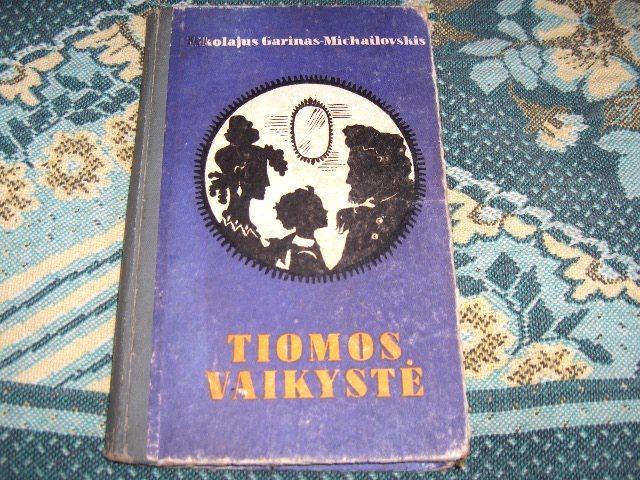 Nikolajus Garinas-Michailovskis
TIOMOS
VAIKYSTĖ